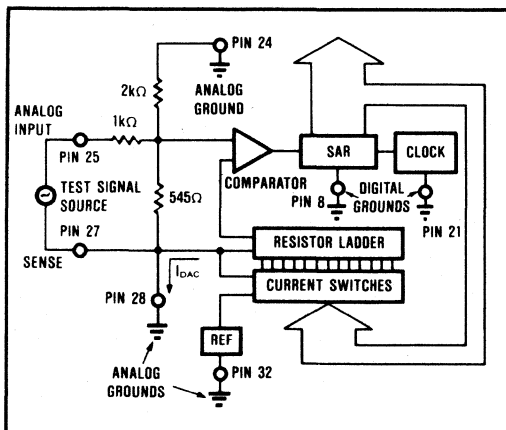 PIN 24
ANALOG
GROUND
2kΩ
ANALOG
INPUT
1kΩ
PIN 25
TEST SIGNAL
SOURCE
545Ω
PIN 27
SENSE
COMPARATOR
SAR
CLOCK
PIN 8
DIGITAL
GROUNDS
PIN 21
RESISTOR LADDER
CURRENT SWITCHES
IDAC
PIN 28
REF
ANALOG
GROUNDS
PIN 32